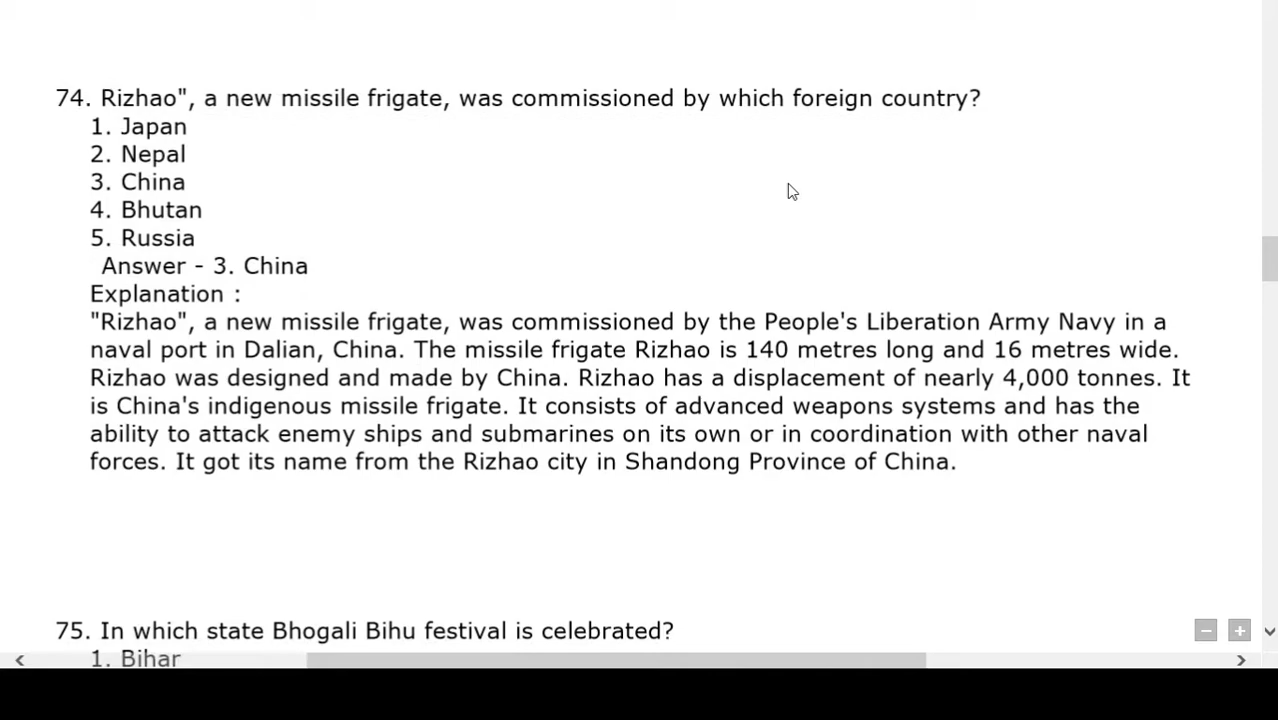 74. Rizhao", a new missile frigate, was commissioned by which foreign country?
1. Japan
2. Nepal
3. China
4. Bhutan
5. Russia
Answer - 3. China
Explanation :
"Rizhao", a new missile frigate, was commissioned by the People's Liberation Army Navy in a
naval port in Dalian, China. The missile frigate Rizhao is 140 metres long and 16 metres wide.
Rizhao was designed and made by China. Rizhao has a displacement of nearly 4,000 tonnes. It
is China's indigenous missile frigate. It consists of advanced weapons systems and has the
ability to attack enemy ships and submarines on its own or in coordination with other naval
forces. It got its name from the Rizhao city in Shandong Province of China.
75. In which state Bhogali Bihu festival is celebrated?
1. Bihar